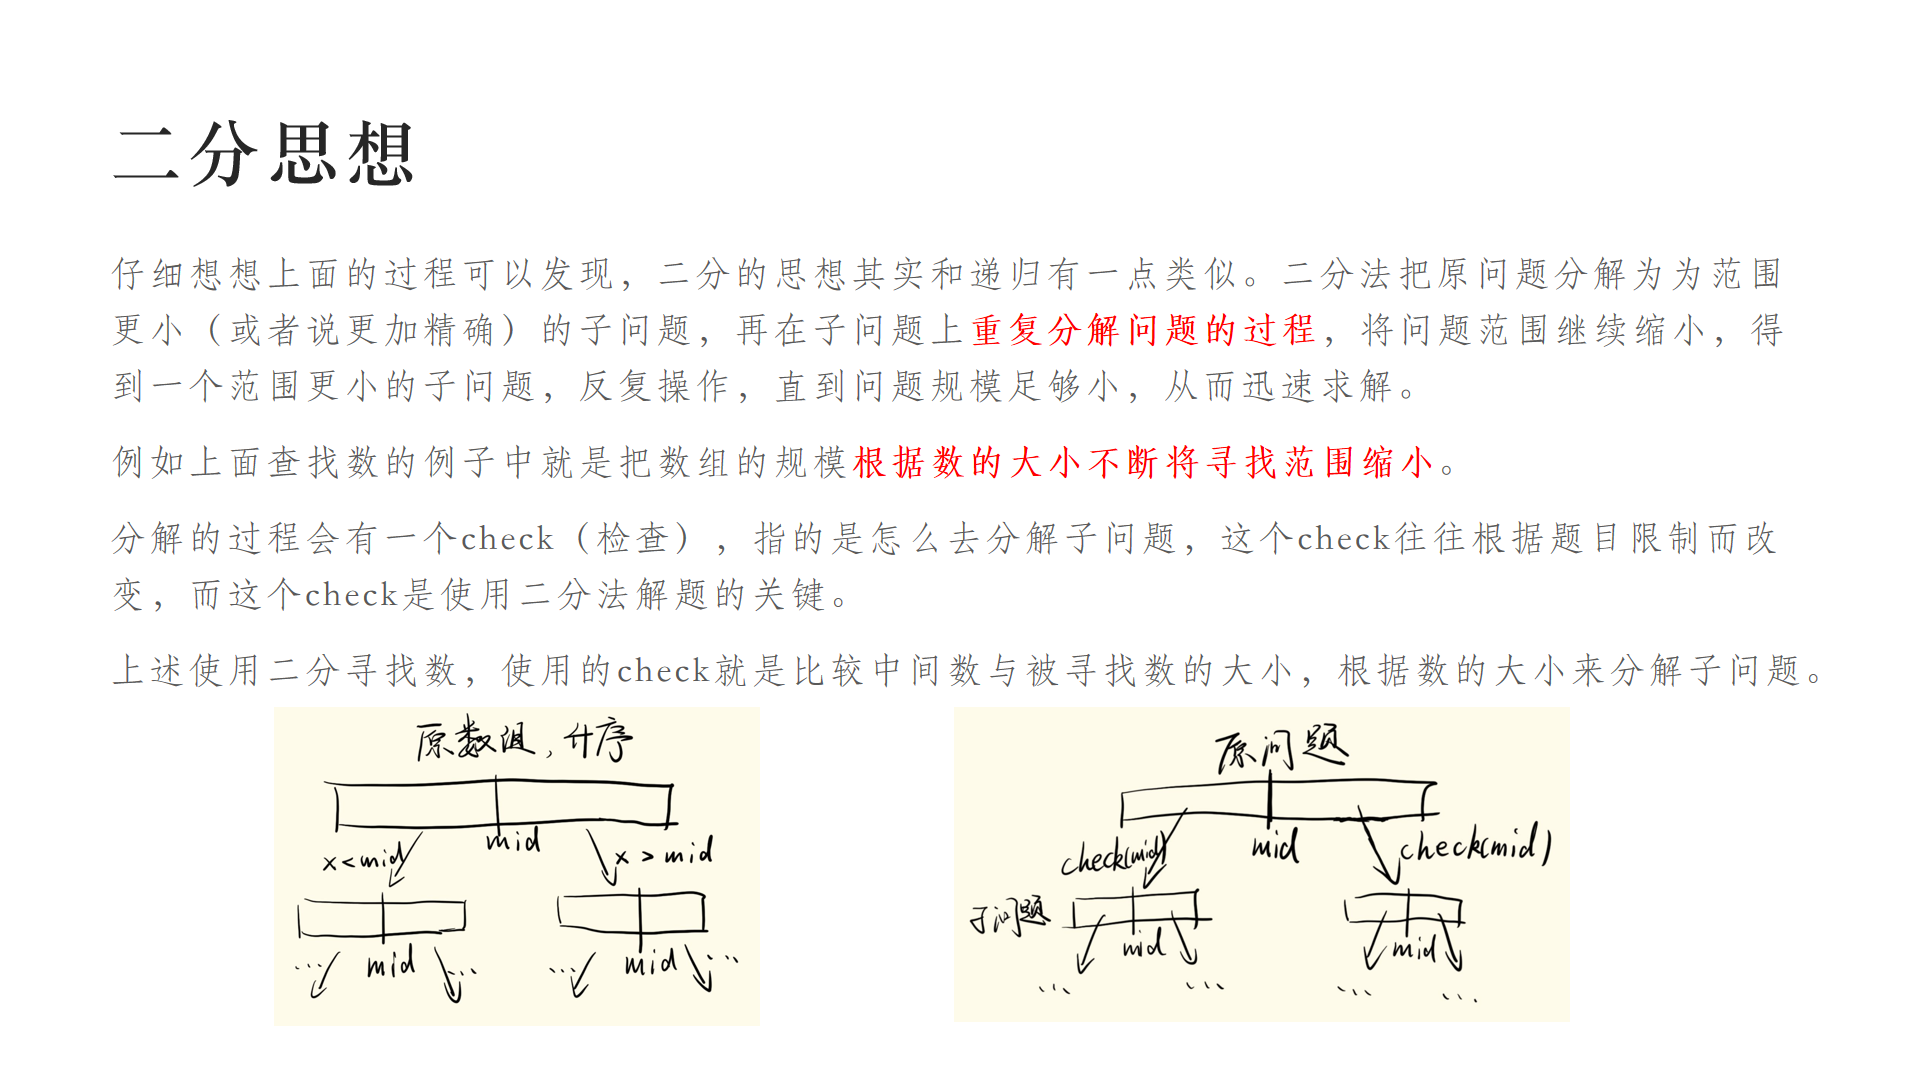 二分思想
仔细想想上面的过程可以发现，二分的思想其实和递归有一点类似。二分法把原问题分解为为范围
更小（或者说更加精确）的子问题，再在子问题上重复分解问题的过程，将问题范围继续缩小，得
到一个范围更小的子问题，反复操作，直到问题规模足够小，从而迅速求解。
例如上面查找数的例子中就是把数组的规模根据数的大小不断将寻找范围缩小。
分解的过程会有一个check（检查），指的是怎么去分解子问题，这个check往往根据题目限制而改
变，而这个check是使用二分法解题的关键。
上述使用二分寻找数，使用的check就是比较中间数与被寻找数的大小，根据数的大小来分解子问题。
原数组，升序
mid
x<mid
x > mid
mid
mid
...
...
...
...
原问题
check(mid)
mid
check(mid)
子问题
mid
mid
...
...
...
...